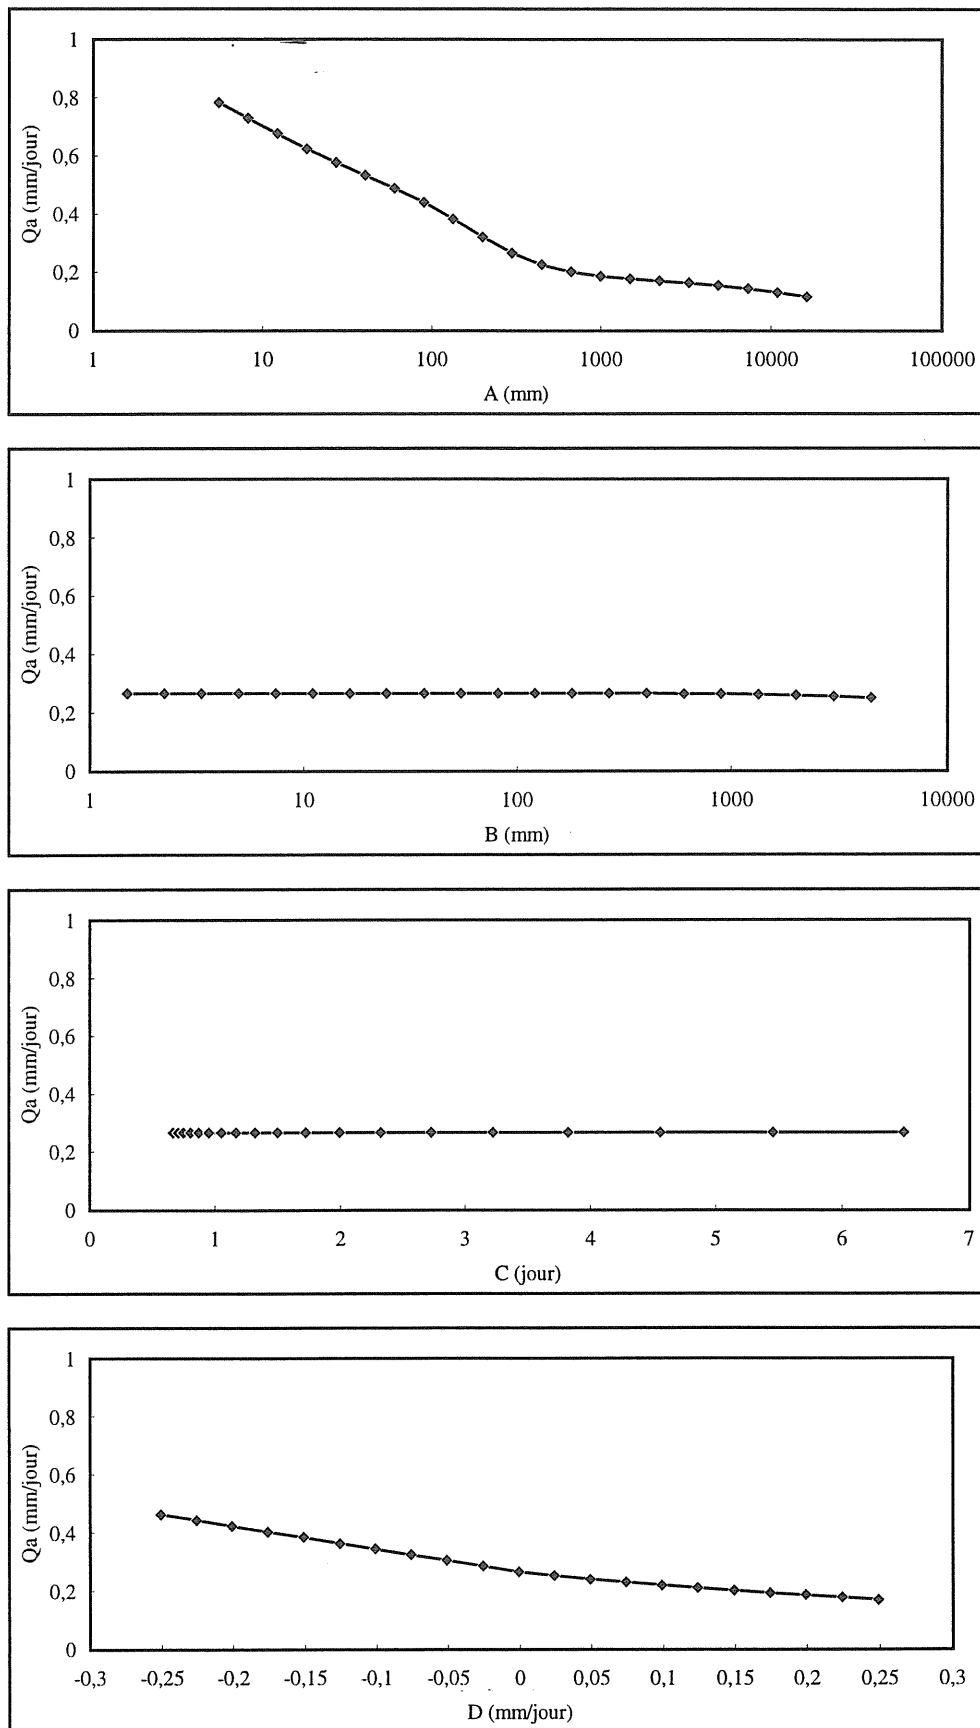 1
0,8
0,6
0,4
0,2
0
Qa (mm/jour)
1 10 100 1000 10000 100000
A (mm)
1
0,8
0,6
0,4
0,2
0
Qa (mm/jour)
1 10 100 1000 10000
B (mm)
1
0,8
0,6
0,4
0,2
0
Qa (mm/jour)
0 1 2 3 4 5 6 7
C (jour)
1
0,8
0,6
0,4
0,2
0
Qa (mm/jour)
-0,3 -0,25 -0,2 -0,15 -0,1 -0,05 0 0,05 0,1 0,15 0,2 0,25 0,3
D (mm/jour)